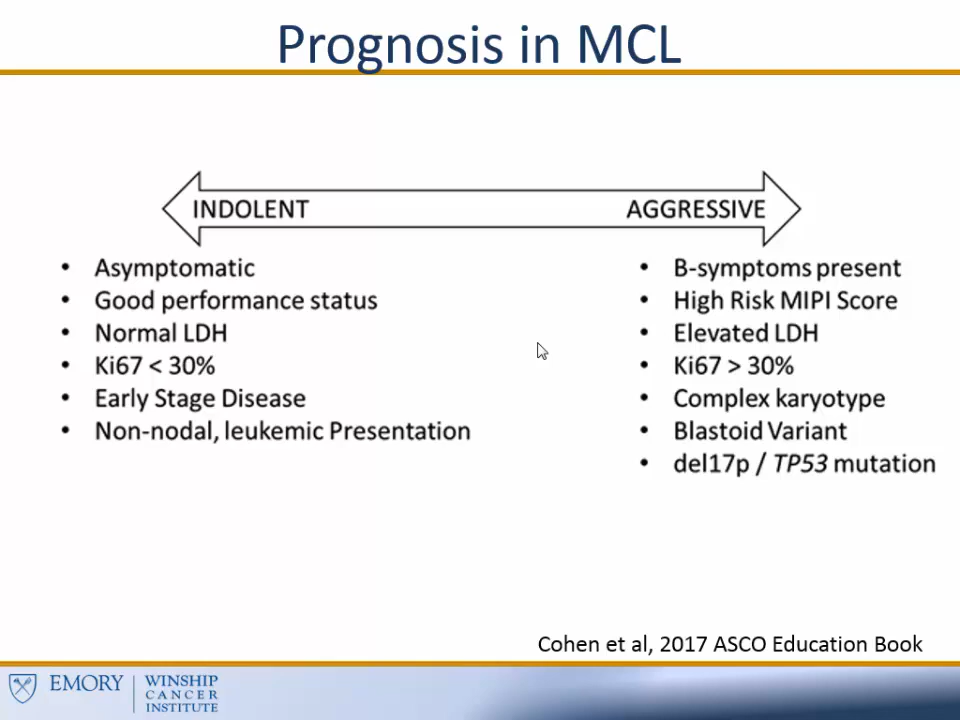 Prognosis in MCL
INDOLENT
AGGRESSIVE
• Asymptomatic
• Good performance status
• Normal LDH
• Ki67 < 30%
• Early Stage Disease
• Non-nodal, leukemic Presentation
• B-symptoms present
• High Risk MIPI Score
• Elevated LDH
• Ki67 > 30%
• Complex karyotype
• Blastoid Variant
• del17p / TP53 mutation
Cohen et al, 2017 ASCO Education Book
EMORY
WINSHIP
CANCER
INSTITUTE